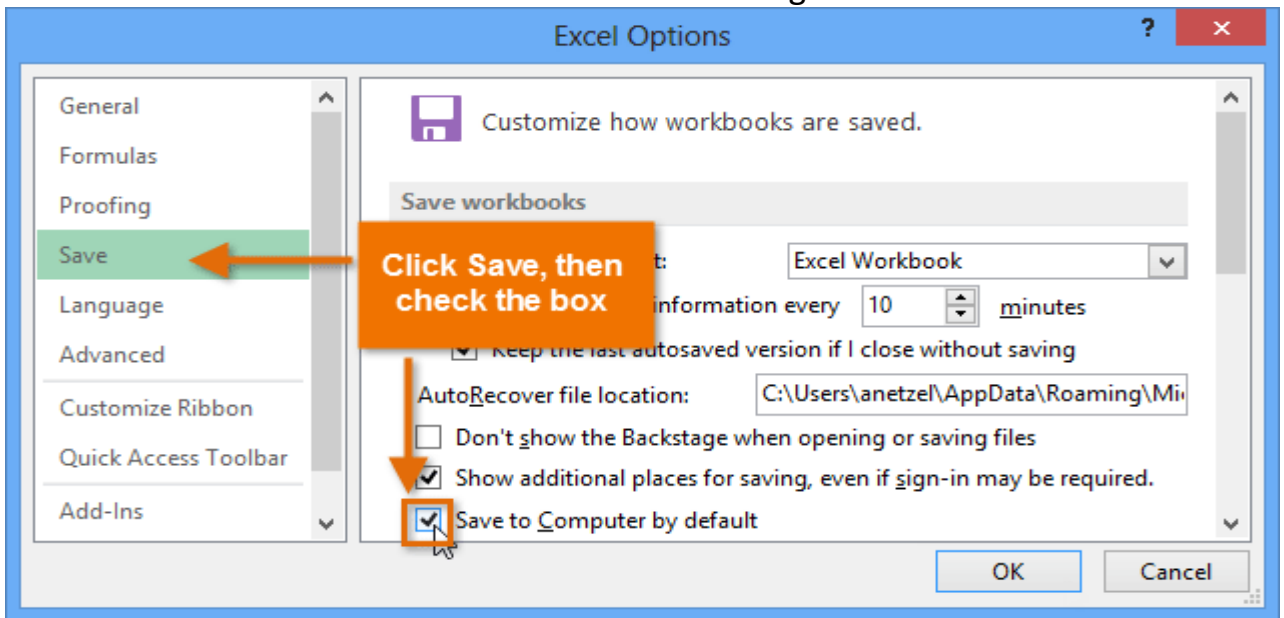 Excel Options
?
General
Formulas
Proofing
Save
Language
Advanced
Customize Ribbon
Quick Access Toolbar
Add-Ins
Customize how workbooks are saved.
Save workbooks
Click Save, then
check the box
Excel Workbook
information every 10 minutes
Keep the last autosaved version if I close without saving
AutoRecover file location: C:\Users\anetzel\AppData\Roaming\Mi
Don't show the Backstage when opening or saving files
Show additional places for saving, even if sign-in may be required.
Save to Computer by default
OK Cancel